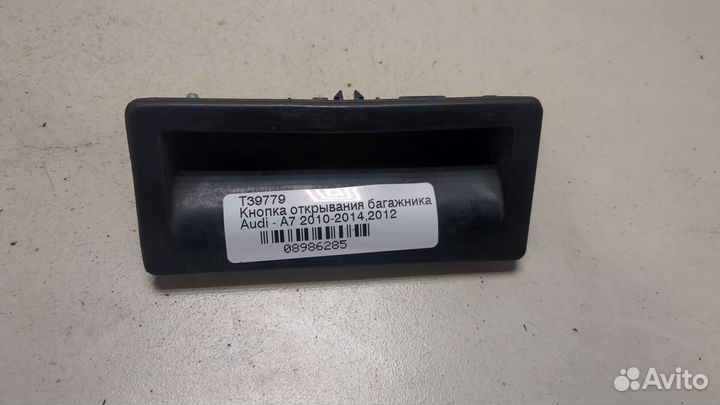 T39779
Кнопка открывания багажника
Audi - A7 2010-2014,2012
08986285
Avito